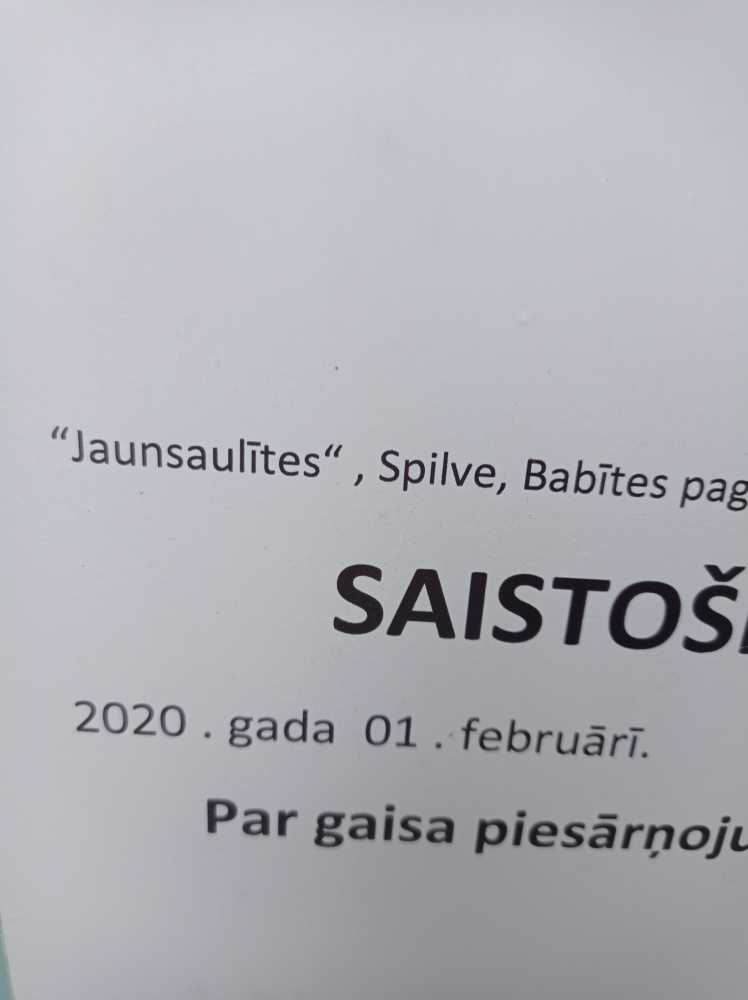 “Jaunsaulītes“ , Spilve, Babītes pag
SAISTOŠ
2020 . gada 01 . februārī.
Par gaisa piesārņoju